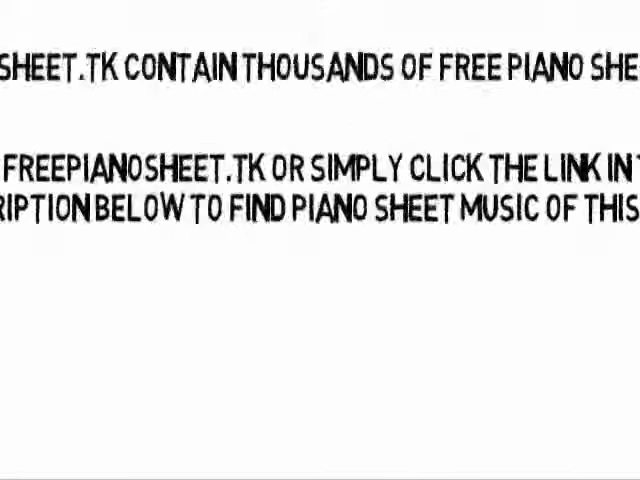 SHEET.TK CONTAIN THOUSANDS OF FREE PIANO SHE
FREEPIANOSHEET.TK OR SIMPLY CLICK THE LINK IN
RIPTION BELOW TO FIND PIANO SHEET MUSIC OF THIS